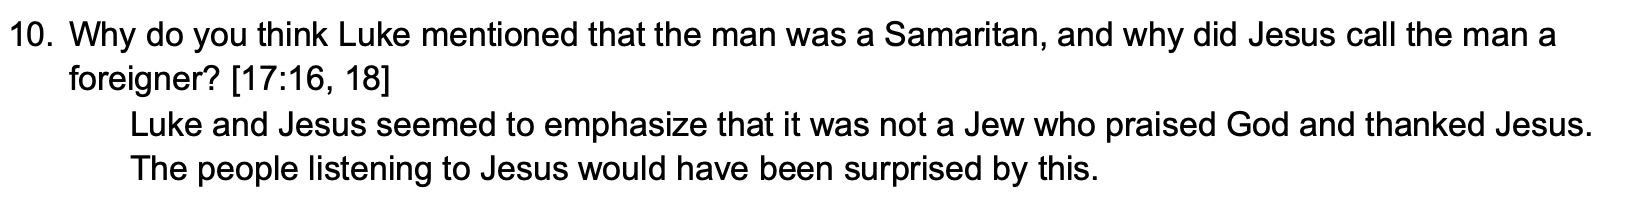 10. Why do you think Luke mentioned that the man was a Samaritan, and why did Jesus call the man a
foreigner? [17:16, 18]
Luke and Jesus seemed to emphasize that it was not a Jew who praised God and thanked Jesus.
The people listening to Jesus would have been surprised by this.